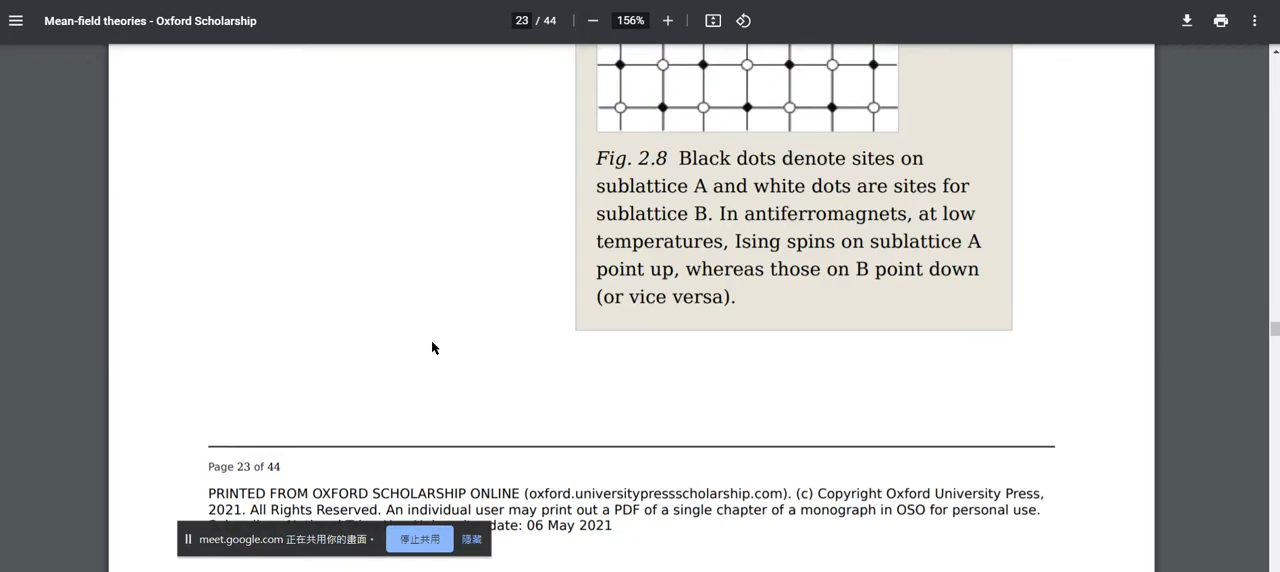 Mean-field theories - Oxford Scholarship
23 / 44
156%
Fig. 2.8 Black dots denote sites on
sublattice A and white dots are sites for
sublattice B. In antiferromagnets, at low
temperatures, Ising spins on sublattice A
point up, whereas those on B point down
(or vice versa).
Page 23 of 44
PRINTED FROM OXFORD SCHOLARSHIP ONLINE (oxford.universitypressscholarship.com). (c) Copyright Oxford University Press,
2021. All Rights Reserved. An individual user may print out a PDF of a single chapter of a monograph in OSO for personal use.
date: 06 May 2021
meet.google.com 正在共用你的畫面。
停止共用
隱藏